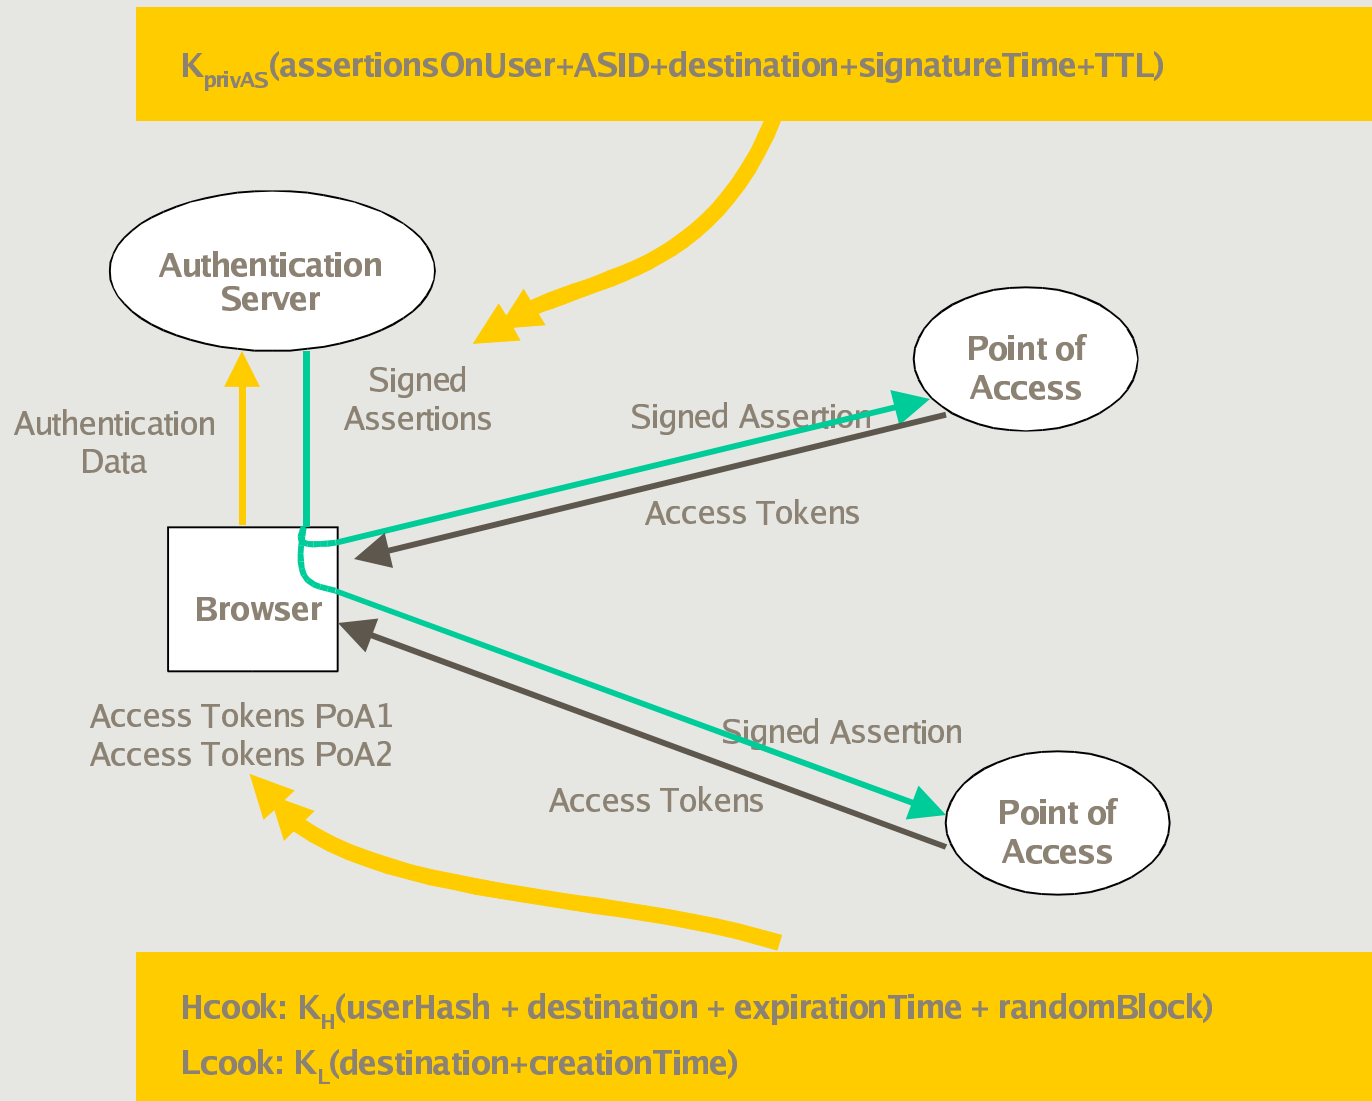 KprivAS(assertionsOnUser+ASID+destination+signatureTime+TTL)
Authentication
Server
Point of
Access
Signed
Assertions
Signed Assertion
Authentication
Data
Access Tokens
Browser
Access Tokens PoA1
Access Tokens PoA2
Signed Assertion
Access Tokens
Point of
Access
Hcook: KH(userHash + destination + expirationTime + randomBlock)
Lcook: KL(destination+creationTime)